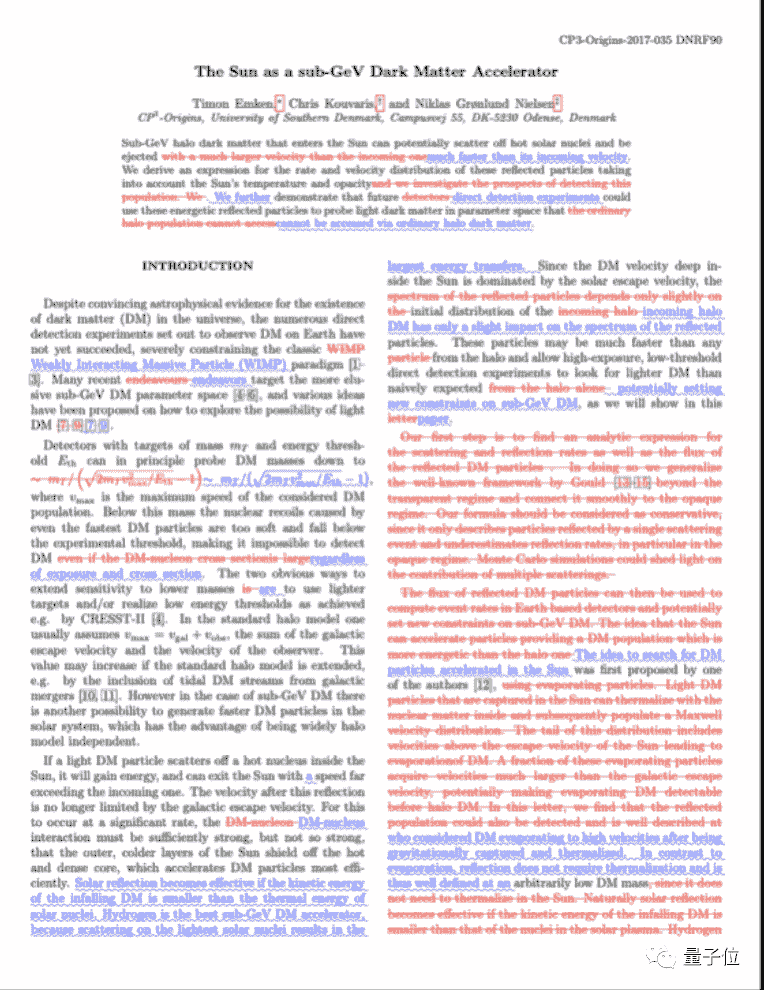 CP3-Origins-2017-035 DNRF90
The Sun as a sub-GeV Dark Matter Accelerator
Timon Emken,* Chris Kouvaris,† and Niklas Grønlund Nielsen‡
CP³-Origins, University of Southern Denmark, Campusvej 55, DK-5230 Odense, Denmark
Sub-GeV halo dark matter that enters the Sun can potentially scatter off hot solar nuclei and be
ejected with a much larger velocity than the incoming one much faster than its incoming velocity.
We derive an expression for the rate and velocity distribution of these reflected particles taking
into account the Sun's temperature and opacity and we investigate the prospects of detecting this
population. We . We further demonstrate that future detectors direct detection experiments could
use these energetic reflected particles to probe light dark matter in parameter space that the ordinary
halo population cannot access cannot be accessed via ordinary halo dark matter.
INTRODUCTION
Despite convincing astrophysical evidence for the existence
of dark matter (DM) in the universe, the numerous direct
detection experiments set out to observe DM on Earth have
not yet succeeded, severely constraining the classic WIMP
Weakly Interacting Massive Particle (WIMP) paradigm [1–
3]. Many recent endeavours endeavors target the more elu-
sive sub-GeV DM parameter space [4–6], and various ideas
have been proposed on how to explore the possibility of light
DM [7–9][7–9].
Detectors with targets of mass m_T and energy thresh-
old E_th can in principle probe DM masses down to
~ m_T/(√2m_T v²_max/E_th − 1) ~ m_T/(√2m_T v²_max/E_th − 1),
where v_max is the maximum speed of the considered DM
population. Below this mass the nuclear recoils caused by
even the fastest DM particles are too soft and fall below
the experimental threshold, making it impossible to detect
DM even if the DM-nucleon cross section is large regardless
of exposure and cross section. The two obvious ways to
extend sensitivity to lower masses is are to use lighter
targets and/or realize low energy thresholds as achieved
e.g. by CRESST-II [4]. In the standard halo model one
usually assumes v_max = v_gal + v_obs, the sum of the galactic
escape velocity and the velocity of the observer. This
value may increase if the standard halo model is extended,
e.g. by the inclusion of tidal DM streams from galactic
mergers [10, 11]. However in the case of sub-GeV DM there
is another possibility to generate faster DM particles in the
solar system, which has the advantage of being widely halo
model independent.
If a light DM particle scatters off a hot nucleus inside the
Sun, it will gain energy, and can exit the Sun with a speed far
exceeding the incoming one. The velocity after this reflection
is no longer limited by the galactic escape velocity. For this
to occur at a significant rate, the DM-nucleon DM-nucleus
interaction must be sufficiently strong, but not so strong,
that the outer, colder layers of the Sun shield off the hot
and dense core, which accelerates DM particles most effi-
ciently. Solar reflection becomes effective if the kinetic energy
of the infalling DM is smaller than the thermal energy of
solar nuclei. Hydrogen is the best sub-GeV DM accelerator,
because scattering on the lightest solar nuclei results in the
largest energy transfers. Since the DM velocity deep in-
side the Sun is dominated by the solar escape velocity, the
spectrum of the reflected particles depends only slightly on
the initial distribution of the incoming halo incoming halo
DM has only a slight impact on the spectrum of the reflected
particles. These particles may be much faster than any
particle from the halo and allow high-exposure, low-threshold
direct detection experiments to look for lighter DM than
naively expected from the halo alone , potentially setting
new constraints on sub-GeV DM, as we will show in this
letter paper.
Our first step is to find an analytic expression for
the scattering and reflection rates as well as the flux of
the reflected DM particles . In doing so we generalize
the well-known framework by Gould [13–15] beyond the
transparent regime and connect it smoothly to the opaque
regime. Our formula should be considered as conservative,
since it only describes particles reflected by a single scattering
event and underestimates reflection rates, in particular in the
opaque regime. Monte Carlo simulations could shed light on
the contribution of multiple scatterings.
The flux of reflected DM particles can then be used to
compute event rates in Earth based detectors and potentially
set new constraints on sub-GeV DM. The idea that the Sun
can accelerate particles providing a DM population which is
more energetic than the halo one The idea to search for DM
particles accelerated in the Sun was first proposed by one
of the authors [12], using evaporating particles. Light DM
particles that are captured in the Sun can thermalize with the
nuclear matter inside and subsequently populate a Maxwell
velocity distribution. The tail of this distribution includes
velocities above the escape velocity of the Sun leading to
evaporation of DM. A fraction of these evaporating particles
acquire velocities much larger than the galactic escape
velocity, potentially making evaporating DM detectable
before halo DM. In this letter, we find that the reflected
population could also be detected and is well described at
who considered DM evaporating to high velocities after being
gravitationally captured and thermalized. In contrast to
evaporation, reflection does not require thermalization and is
thus well defined at an arbitrarily low DM mass, since it does
not need to thermalize in the Sun. Naturally solar reflection
becomes effective if the kinetic energy of the infalling DM is
smaller than that of the nuclei in the solar plasma. Hydrogen
量子位